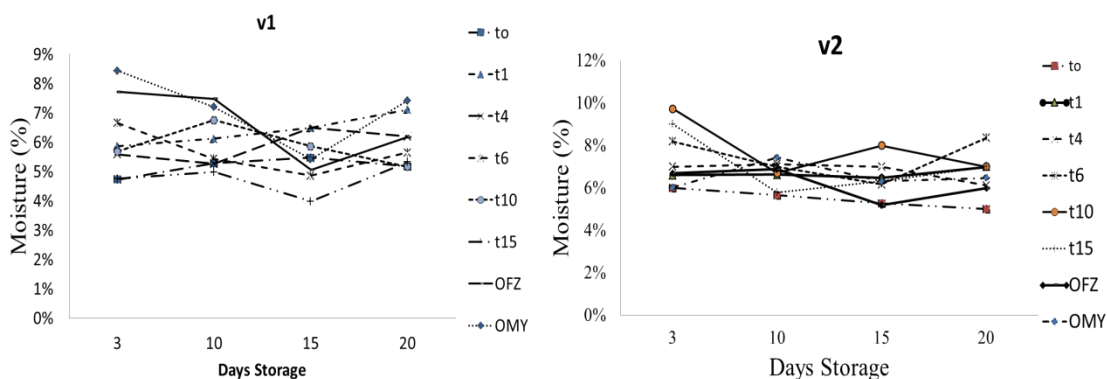 v1
Moisture (%)
9%
8%
7%
6%
5%
4%
3%
2%
1%
0%
3 10 15 20
Days Storage
to
t1
t4
t6
t10
t15
OFZ
OMY
v2
Moisture (%)
12%
10%
8%
6%
4%
2%
0%
3 10 15 20
Days Storage
to
t1
t4
t6
t10
t15
OFZ
OMY